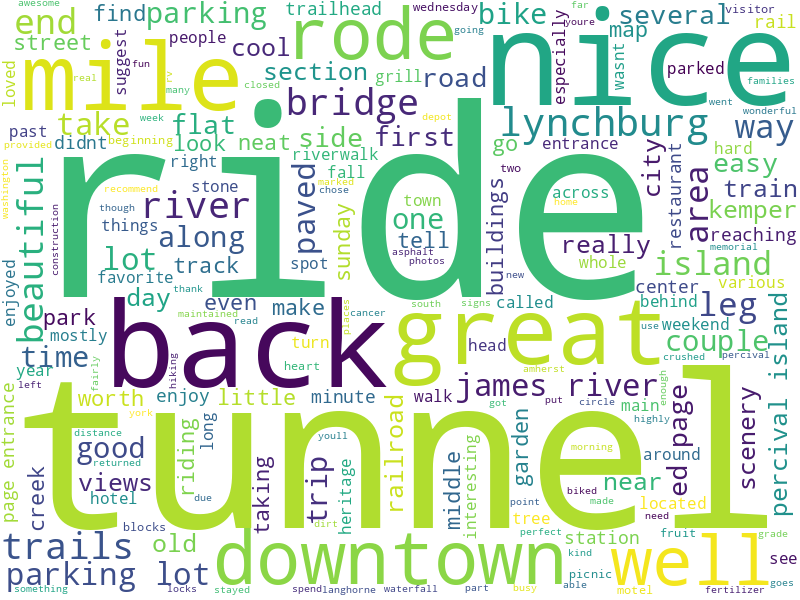 awesome
wednesday
going
far
youre
visitor
end
find
parking
trailhead
rode
bike
several
rail
street
people
cool
map
wasnt
especially
loved
suggest
fun
grill
nice
parked
many
real
mile
section
road
closed
families
past
take
week
bridge
depot
went
wonderful
flat
first
lynchburg
way
didnt
beginning
look
neat
side
go
entrance
hard
provided
right
riverwalk
fall
two
city
restaurant
easy
washington
beautiful
recommend
stone
chose
marked
home
across
area
train
though
river
paved
town
buildings
kemper
things
sunday
one
construction
along
tell
really
reaching
lot
track
spot
asphalt
photos
whole
memorial
ride
favorite
thank
new
island
enjoyed
day
even
make
places
cancer
south
signs
called
center
various
behind
leg
park
maintained
read
back
great
use
weekend
mostly
turn
head
couple
crushed
percival
time
year
heart
hiking
left
fairly
amherst
enough
percival island
worth
enjoy
little
minute
walk
james river
york
got
put
circle
main
highly
scenery
page entrance
distance
long
railroad
garden
ed page
around
good
youll
tunnel
morning
riding
taking
trip
middle
interesting
near
returned
creek
views
hotel
due
heritage
biked
made
located
blocks
dirt
point
need
tree
fruit
perfect
station
grade
trails
old
downtown
well
see
parking lot
kind
picnic
able
something
stayed
locks
spend
langhorne
waterfall
part
busy
motel
fertilizer
goes